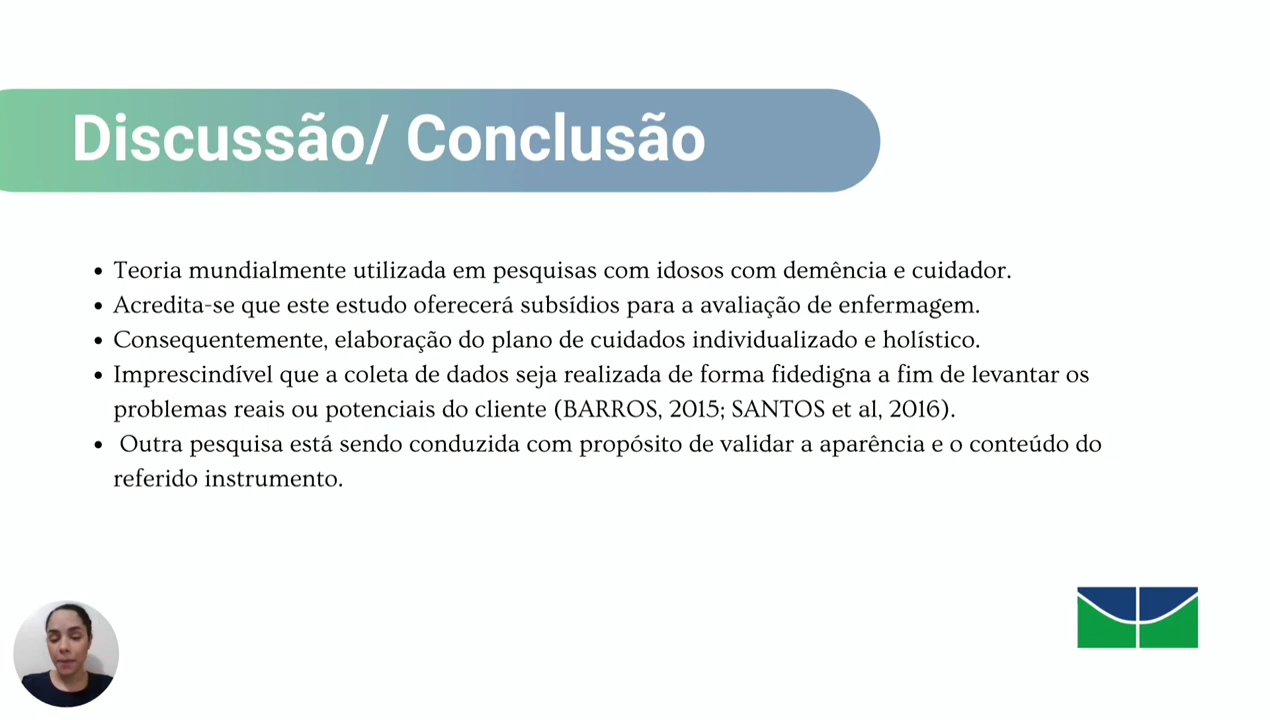 Discussão/ Conclusão
• Teoria mundialmente utilizada em pesquisas com idosos com demência e cuidador.
• Acredita-se que este estudo oferecerá subsídios para a avaliação de enfermagem.
• Consequentemente, elaboração do plano de cuidados individualizado e holístico.
• Imprescindível que a coleta de dados seja realizada de forma fidedigna a fim de levantar os
problemas reais ou potenciais do cliente (BARROS, 2015; SANTOS et al, 2016).
• Outra pesquisa está sendo conduzida com propósito de validar a aparência e o conteúdo do
referido instrumento.